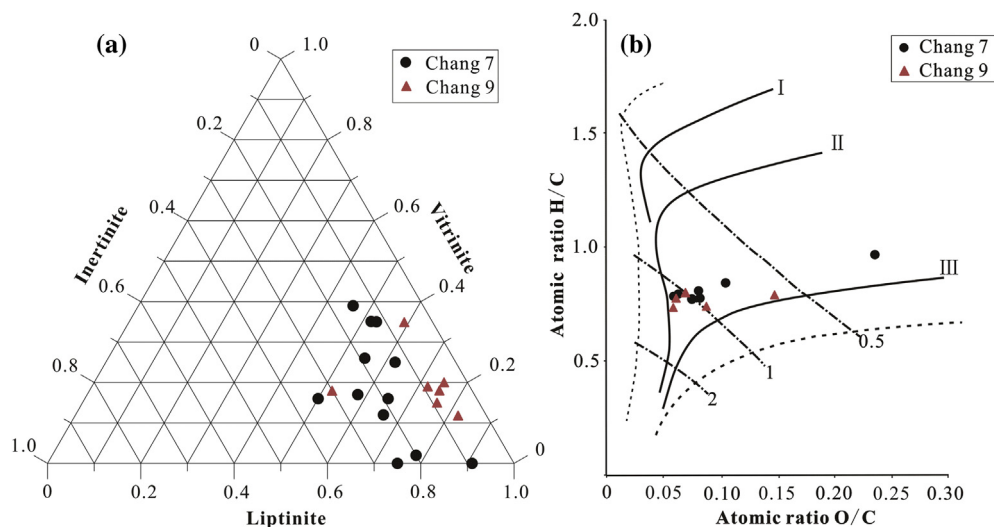 (a)
0 1.0
Chang 7
Chang 9
0.2 0.8
0.4 0.6
Inertinite
Vitrinite
0.6 0.4
0.8 0.2
1.0 0
0 0.2 0.4 0.6 0.8 1.0
Liptinite
(b)
2.0
Chang 7
Chang 9
I
1.5
II
Atomic ratio H/C
1.0
III
0.5
0.5
1
2
0
0 0.05 0.10 0.15 0.20 0.25 0.30
Atomic ratio O/C